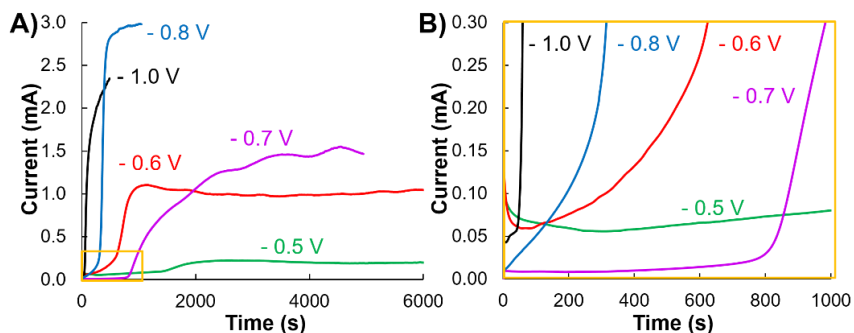 A)
3.0
2.5
2.0
1.5
1.0
0.5
0.0
Current (mA)
0
2000
4000
6000
Time (s)
- 0.8 V
- 1.0 V
- 0.7 V
- 0.6 V
- 0.5 V
B)
0.30
0.25
0.20
0.15
0.10
0.05
0.00
Current (mA)
0
200
400
600
800
1000
Time (s)
- 1.0 V
- 0.8 V
- 0.6 V
- 0.7 V
- 0.5 V